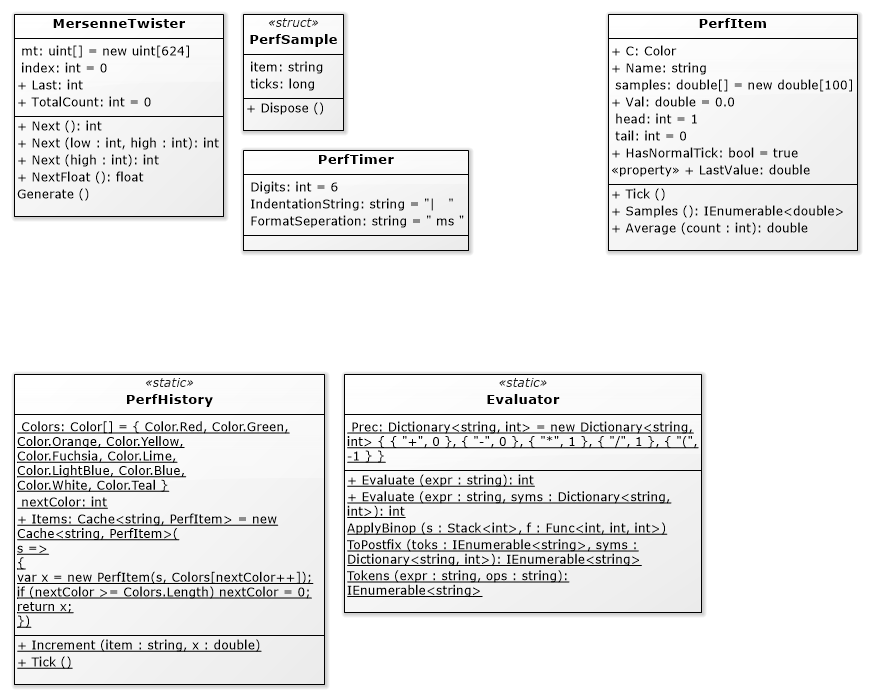 MersenneTwister
mt: uint[] = new uint[624]
index: int = 0
+ Last: int
+ TotalCount: int = 0
+ Next (): int
+ Next (low : int, high : int): int
+ Next (high : int): int
+ NextFloat (): float
Generate ()
«struct»
PerfSample
item: string
ticks: long
+ Dispose ()
PerfTimer
Digits: int = 6
IndentationString: string = "|   "
FormatSeperation: string = " ms "
PerfItem
+ C: Color
+ Name: string
samples: double[] = new double[100]
+ Val: double = 0.0
head: int = 1
tail: int = 0
+ HasNormalTick: bool = true
«property» + LastValue: double
+ Tick ()
+ Samples (): IEnumerable<double>
+ Average (count : int): double
«static»
PerfHistory
Colors: Color[] = { Color.Red, Color.Green,
Color.Orange, Color.Yellow,
Color.Fuchsia, Color.Lime,
Color.LightBlue, Color.Blue,
Color.White, Color.Teal }
nextColor: int
+ Items: Cache<string, PerfItem> = new
Cache<string, PerfItem>(
s =>
{
var x = new PerfItem(s, Colors[nextColor++]);
if (nextColor >= Colors.Length) nextColor = 0;
return x;
})
+ Increment (item : string, x : double)
+ Tick ()
«static»
Evaluator
Prec: Dictionary<string, int> = new Dictionary<string,
int> { { "+", 0 }, { "-", 0 }, { "*", 1 }, { "/", 1 }, { "(",
-1 } }
+ Evaluate (expr : string): int
+ Evaluate (expr : string, syms : Dictionary<string,
int>): int
ApplyBinop (s : Stack<int>, f : Func<int, int, int>)
ToPostfix (toks : IEnumerable<string>, syms :
Dictionary<string, int>): IEnumerable<string>
Tokens (expr : string, ops : string):
IEnumerable<string>